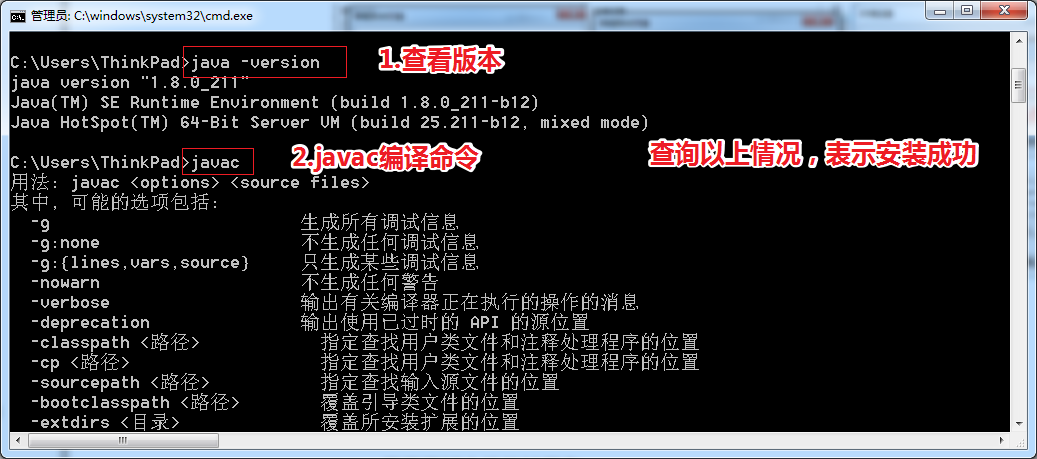 管理员: C:\windows\system32\cmd.exe
C:\Users\ThinkPad>java -version
1.查看版本
java version "1.8.0_211"
Java(TM) SE Runtime Environment (build 1.8.0_211-b12)
Java HotSpot(TM) 64-Bit Server VM (build 25.211-b12, mixed mode)
C:\Users\ThinkPad>javac
2.javac编译命令
查询以上情况，表示安装成功
用法: javac <options> <source files>
其中, 可能的选项包括:
-g 生成所有调试信息
-g:none 不生成任何调试信息
-g:{lines,vars,source} 只生成某些调试信息
-nowarn 不生成任何警告
-verbose 输出有关编译器正在执行的操作的消息
-deprecation 输出使用已过时的 API 的源位置
-classpath <路径> 指定查找用户类文件和注释处理程序的位置
-cp <路径> 指定查找用户类文件和注释处理程序的位置
-sourcepath <路径> 指定查找输入源文件的位置
-bootclasspath <路径> 覆盖引导类文件的位置
-extdirs <目录> 覆盖所安装扩展的位置